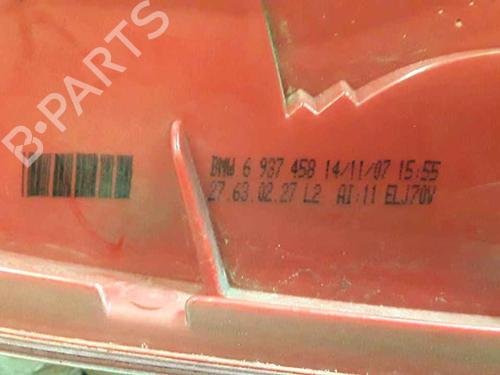 B-PARTS
BMW 6 937 458 14/11/07 15:55
27.63.02.27 L2 AI:11 ELJ70V